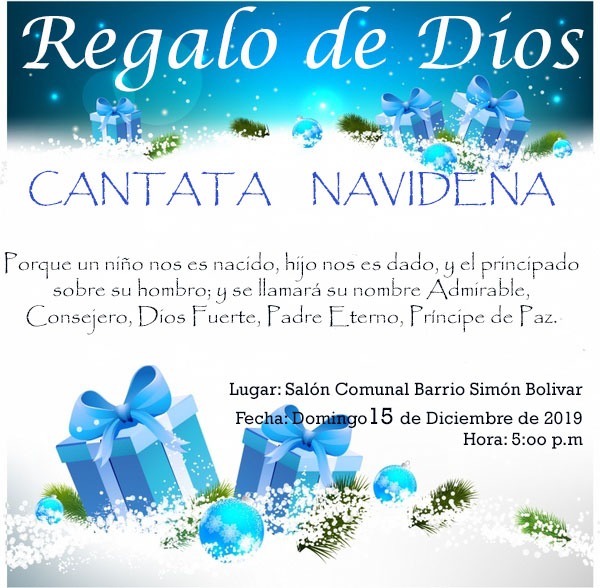 Regalo de Dios
CANTATA NAVIDENA
Porque un niño nos es nacido, hijo nos es dado, y el principado
sobre su hombro; y se llamará su nombre Admirable,
Consejero, Dios Fuerte, Padre Eterno, Príncipe de Paz.
Lugar: Salón Comunal Barrio Simón Bolivar
Fecha: Domingo 15 de Diciembre de 2019
Hora: 5:00 p.m